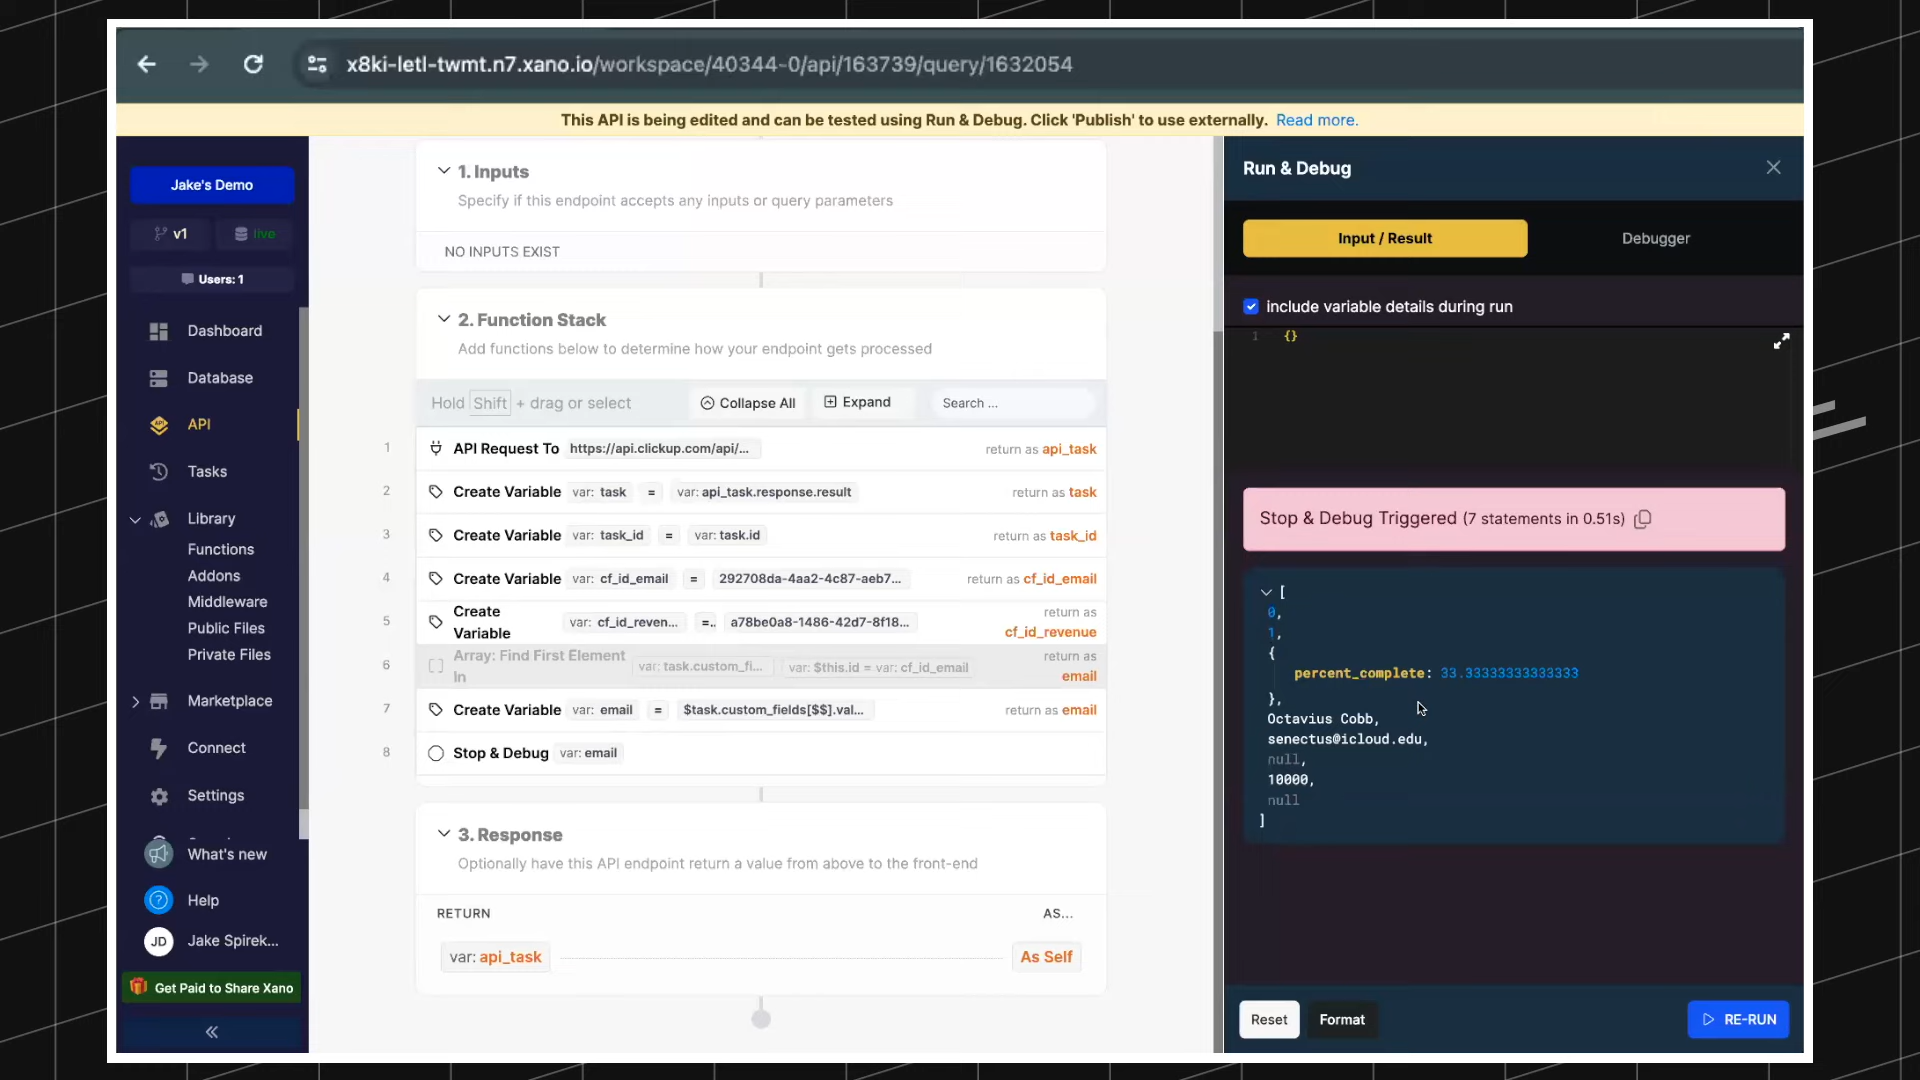 x8ki-letl-twmt.n7.xano.io/workspace/40344-0/api/163739/query/1632054
This API is being edited and can be tested using Run & Debug. Click 'Publish' to use externally. Read more.
Jake's Demo
v1
live
Users: 1
Dashboard
Database
API
Tasks
Library
Functions
Addons
Middleware
Public Files
Private Files
Marketplace
Connect
Settings
What's new
Help
JD Jake Spirek...
Get Paid to Share Xano
1. Inputs
Specify if this endpoint accepts any inputs or query parameters
NO INPUTS EXIST
2. Function Stack
Add functions below to determine how your endpoint gets processed
Hold Shift + drag or select Collapse All Expand Search ...
1 API Request To https://api.clickup.com/api/... return as api_task
2 Create Variable var: task = var: api_task.response.result return as task
3 Create Variable var: task_id = var: task.id return as task_id
4 Create Variable var: cf_id_email = 292708da-4aa2-4c87-aeb7... return as cf_id_email
5 Create Variable var: cf_id_reven... =.. a78be0a8-1486-42d7-8f18... return as cf_id_revenue
6 Array: Find First Element In var: task.custom_fi... var: $this.id = var: cf_id_email return as email
7 Create Variable var: email = $task.custom_fields[$$].val... return as email
8 Stop & Debug var: email
3. Response
Optionally have this API endpoint return a value from above to the front-end
RETURN AS...
var: api_task As Self
Run & Debug
Input / Result Debugger
include variable details during run
1 {}
Stop & Debug Triggered (7 statements in 0.51s)
[
0,
1,
{
percent_complete: 33.33333333333333
},
Octavius Cobb,
senectus@icloud.edu,
null,
10000,
null
]
Reset Format RE-RUN